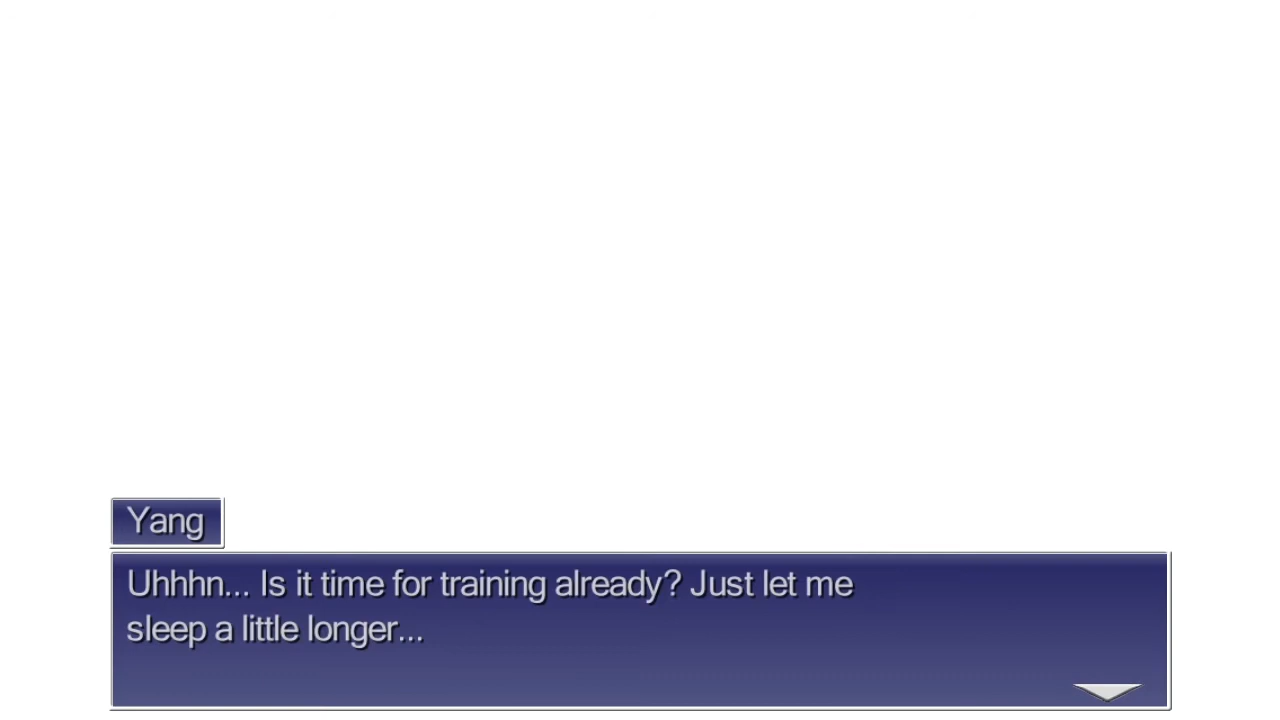 Yang
Uhhhn... Is it time for training already? Just let me
sleep a little longer...